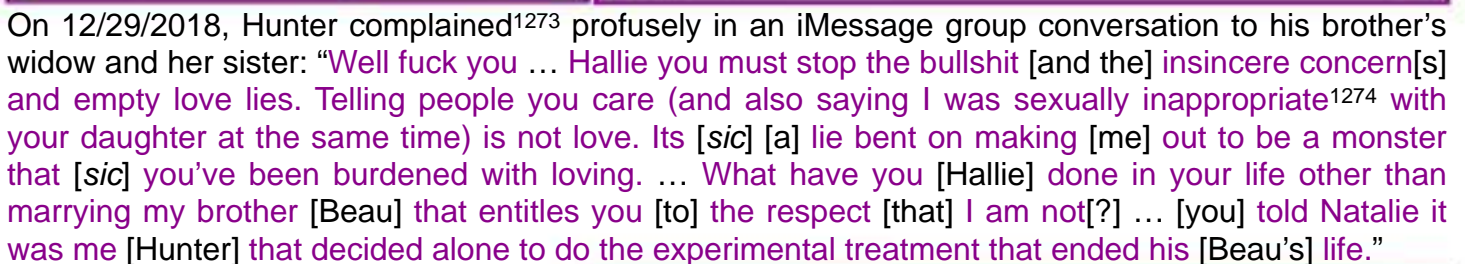 On 12/29/2018, Hunter complained1273 profusely in an iMessage group conversation to his brother’s
widow and her sister: “Well fuck you … Hallie you must stop the bullshit [and the] insincere concern[s]
and empty love lies. Telling people you care (and also saying I was sexually inappropriate1274 with
your daughter at the same time) is not love. Its [sic] [a] lie bent on making [me] out to be a monster
that [sic] you’ve been burdened with loving. … What have you [Hallie] done in your life other than
marrying my brother [Beau] that entitles you [to] the respect [that] I am not[?] … [you] told Natalie it
was me [Hunter] that decided alone to do the experimental treatment that ended his [Beau's] life.”